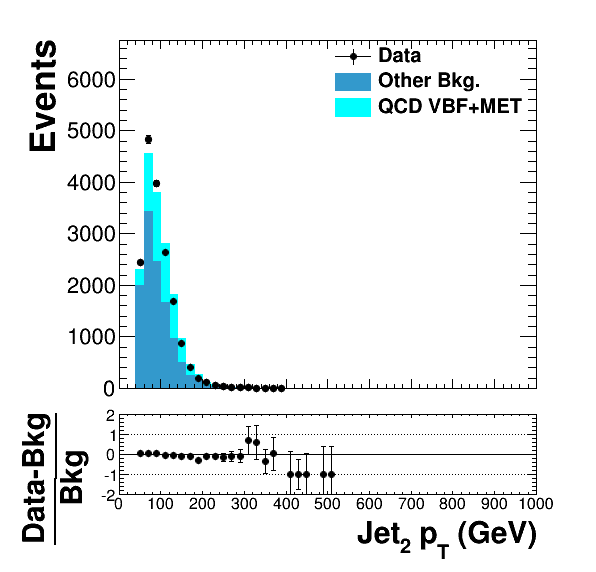 Events
6000
5000
4000
3000
2000
1000
0
Data
Other Bkg.
QCD VBF+MET
Data-Bkg
Bkg
2
1
0
-1
-2
0 100 200 300 400 500 600 700 800 900 1000
Jet2 pT (GeV)